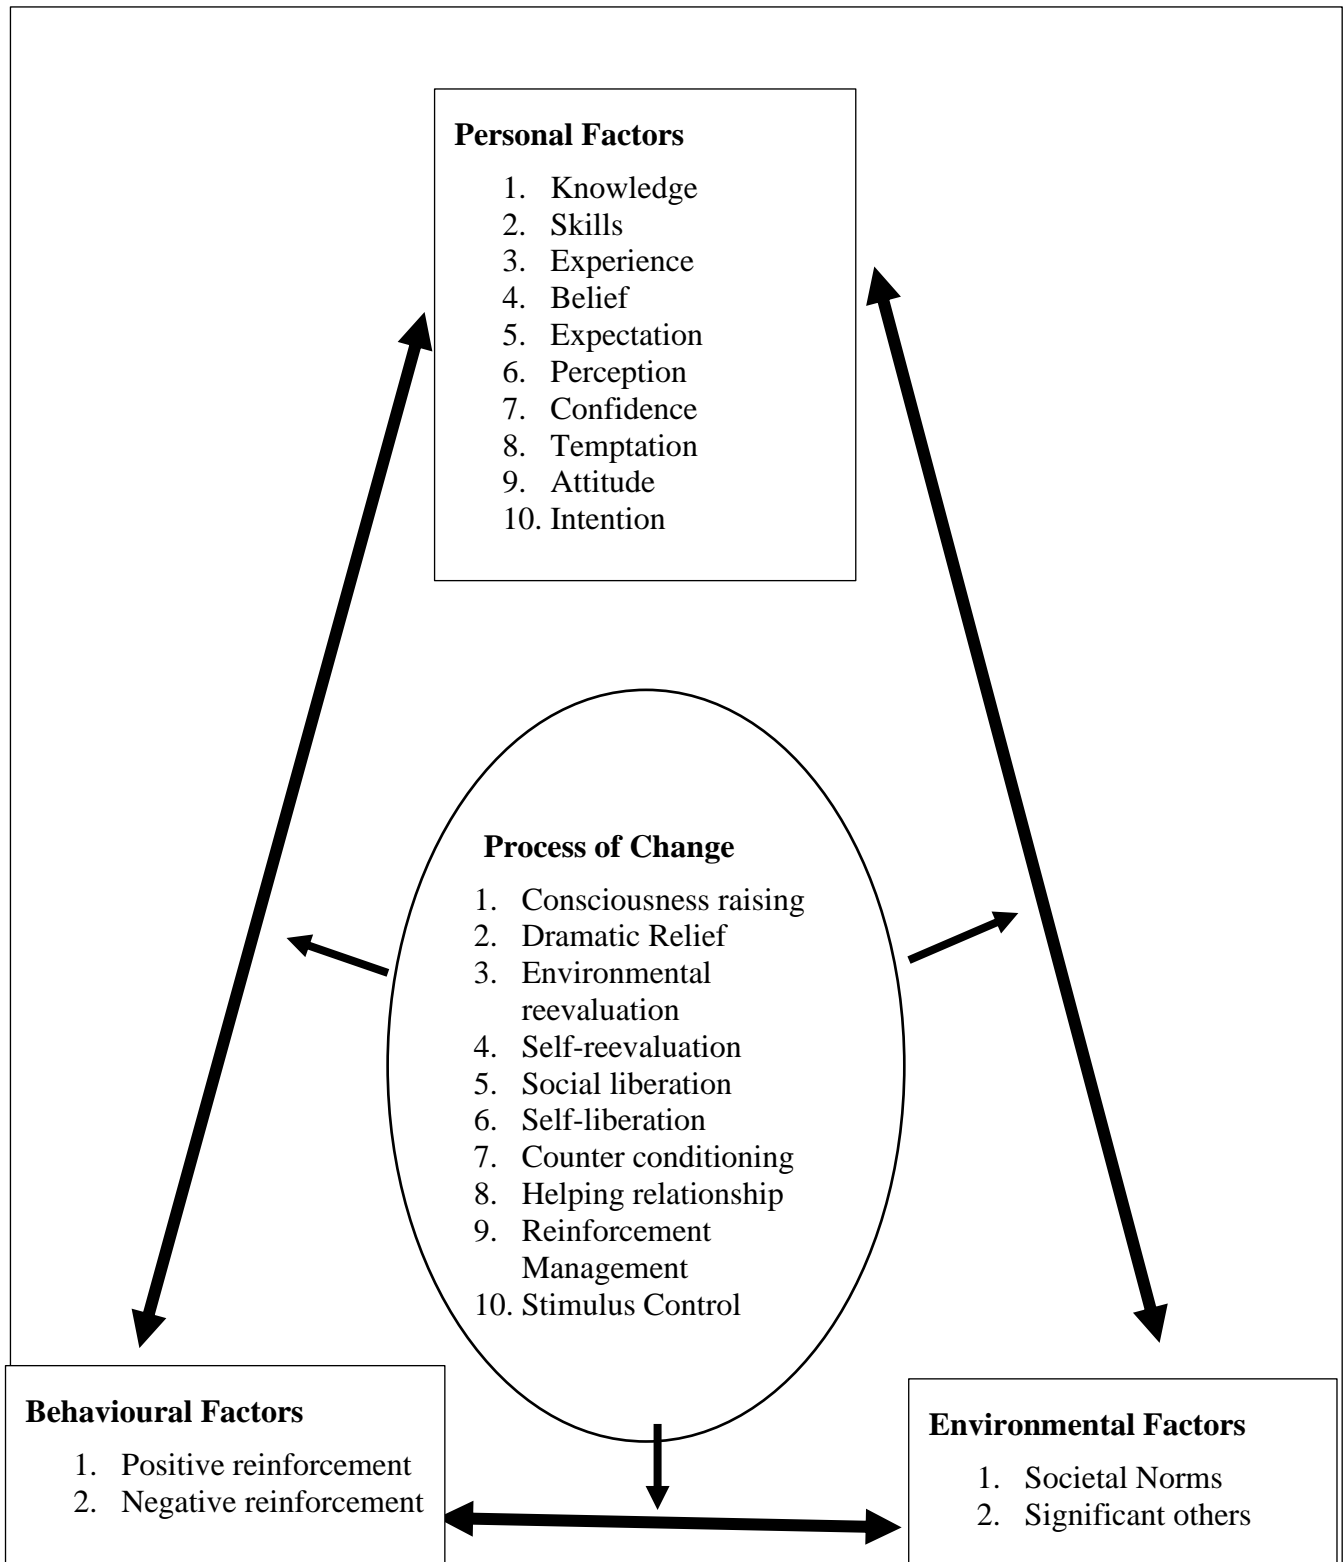 Personal Factors
1. Knowledge
2. Skills
3. Experience
4. Belief
5. Expectation
6. Perception
7. Confidence
8. Temptation
9. Attitude
10. Intention
Process of Change
1. Consciousness raising
2. Dramatic Relief
3. Environmental
reevaluation
4. Self-reevaluation
5. Social liberation
6. Self-liberation
7. Counter conditioning
8. Helping relationship
9. Reinforcement
Management
10. Stimulus Control
Behavioural Factors
1. Positive reinforcement
2. Negative reinforcement
Environmental Factors
1. Societal Norms
2. Significant others